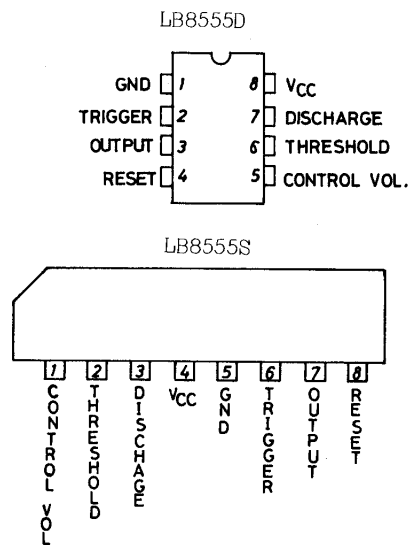 LB8555D
GND 1 8 VCC
TRIGGER 2 7 DISCHARGE
OUTPUT 3 6 THRESHOLD
RESET 4 5 CONTROL VOL.
LB8555S
1 2 3 4 5 6 7 8
CONTROL VOL
THRESHOLD
DISCHAGE
VCC
GND
TRIGGER
OUTPUT
RESET